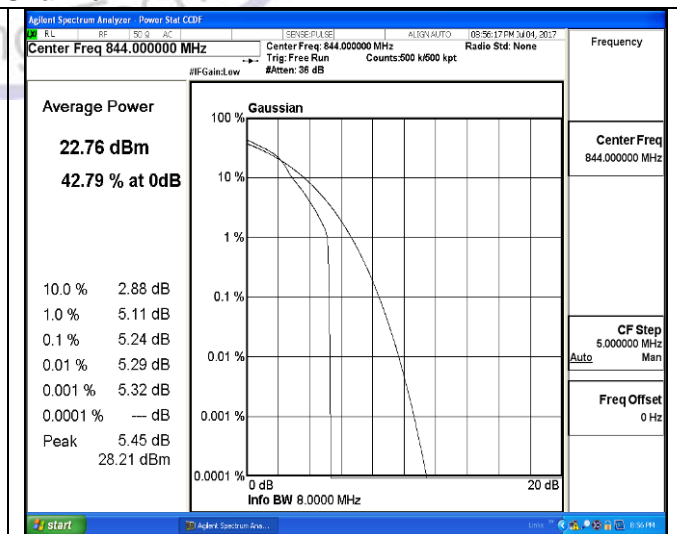 Agilent Spectrum Analyzer - Power Stat CCDF
RL RF 50 Ω AC SENSE:PULSE ALIGN AUTO 08:56:17 PM Jul 04, 2017
Center Freq 844.000000 MHz
Center Freq: 844.000000 MHz Radio Std: None
Trig: Free Run Counts:500 k/500 kpt
#IFGain:Low #Atten: 36 dB
Frequency
Average Power
22.76 dBm
42.79 % at 0dB
10.0 % 2.88 dB
1.0 % 5.11 dB
0.1 % 5.24 dB
0.01 % 5.29 dB
0.001 % 5.32 dB
0.0001 % --- dB
Peak 5.45 dB
28.21 dBm
Gaussian
100 %
10 %
1 %
0.1 %
0.01 %
0.001 %
0.0001 %
0 dB 20 dB
Info BW 8.0000 MHz
Center Freq
844.000000 MHz
CF Step
5.000000 MHz
Auto Man
Freq Offset
0 Hz
start Agilent Spectrum Ana... Links » 8:56 PM